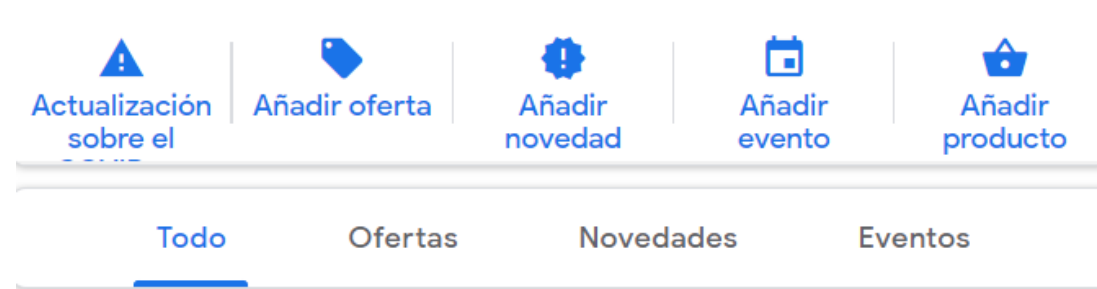 Actualización
sobre el
Añadir oferta
Añadir
novedad
Añadir
evento
Añadir
producto
Todo
Ofertas
Novedades
Eventos